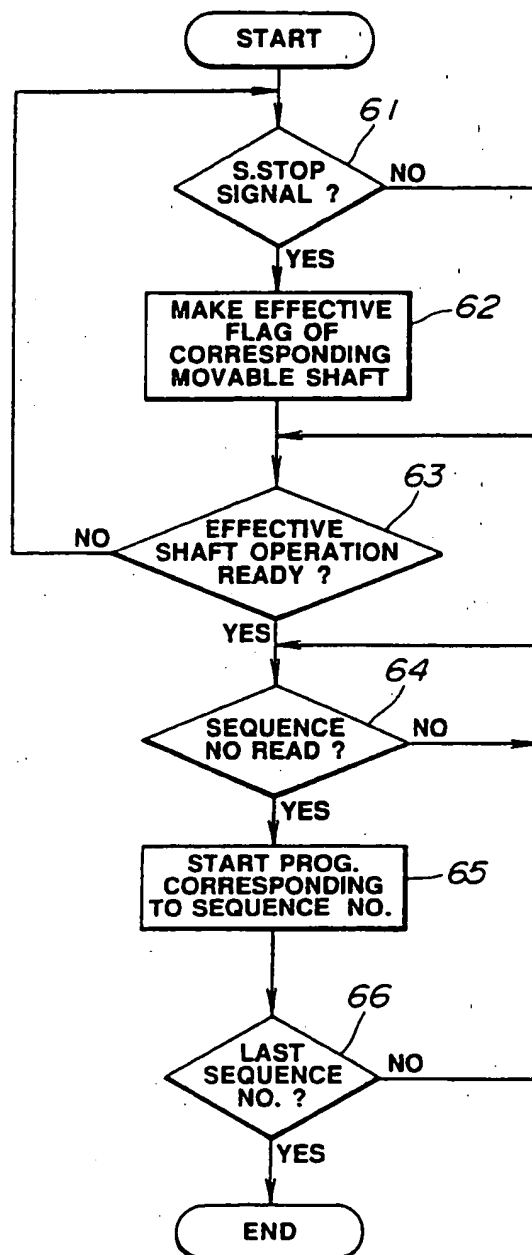 START
61
S.STOP
SIGNAL ?
NO
YES
MAKE EFFECTIVE
FLAG OF
CORRESPONDING
MOVABLE SHAFT
62
63
EFFECTIVE
SHAFT OPERATION
READY ?
NO
YES
64
SEQUENCE
NO READ ?
NO
YES
START PROG.
CORRESPONDING
TO SEQUENCE NO.
65
66
LAST
SEQUENCE
NO. ?
NO
YES
END